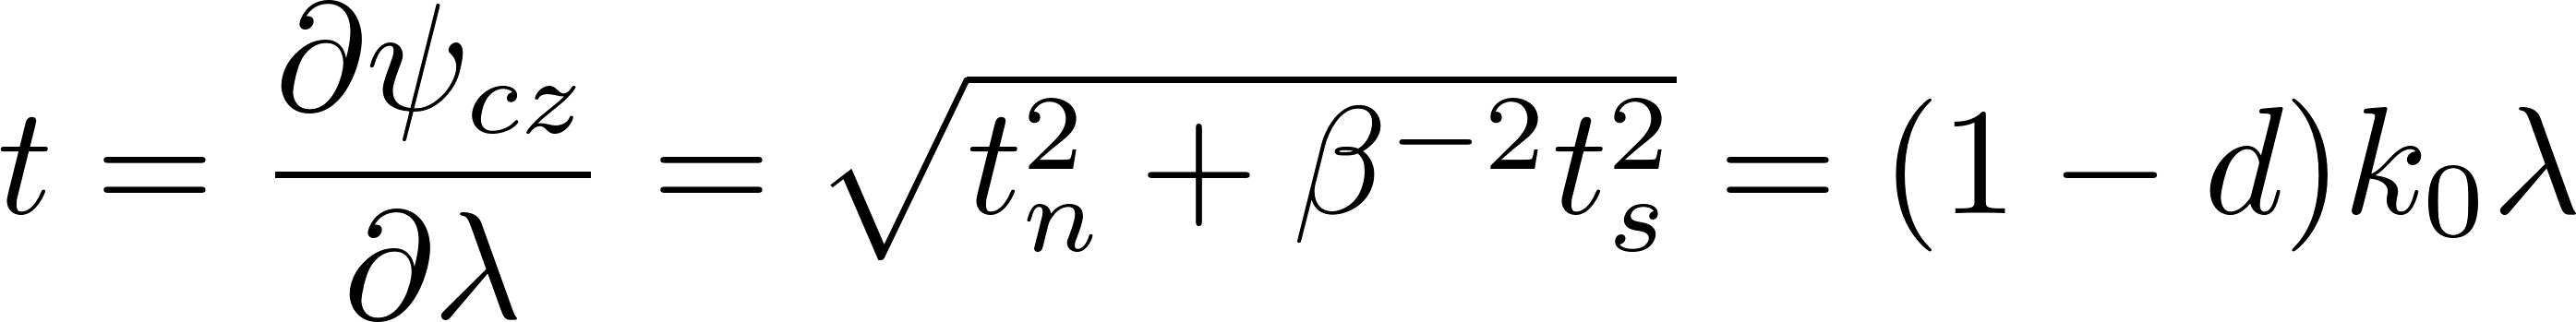 $t = \frac{\partial \psi_{cz}}{\partial \lambda} = \sqrt{t_n^2 + \beta^{-2} t_s^2} = (1 - d) k_0 \lambda$